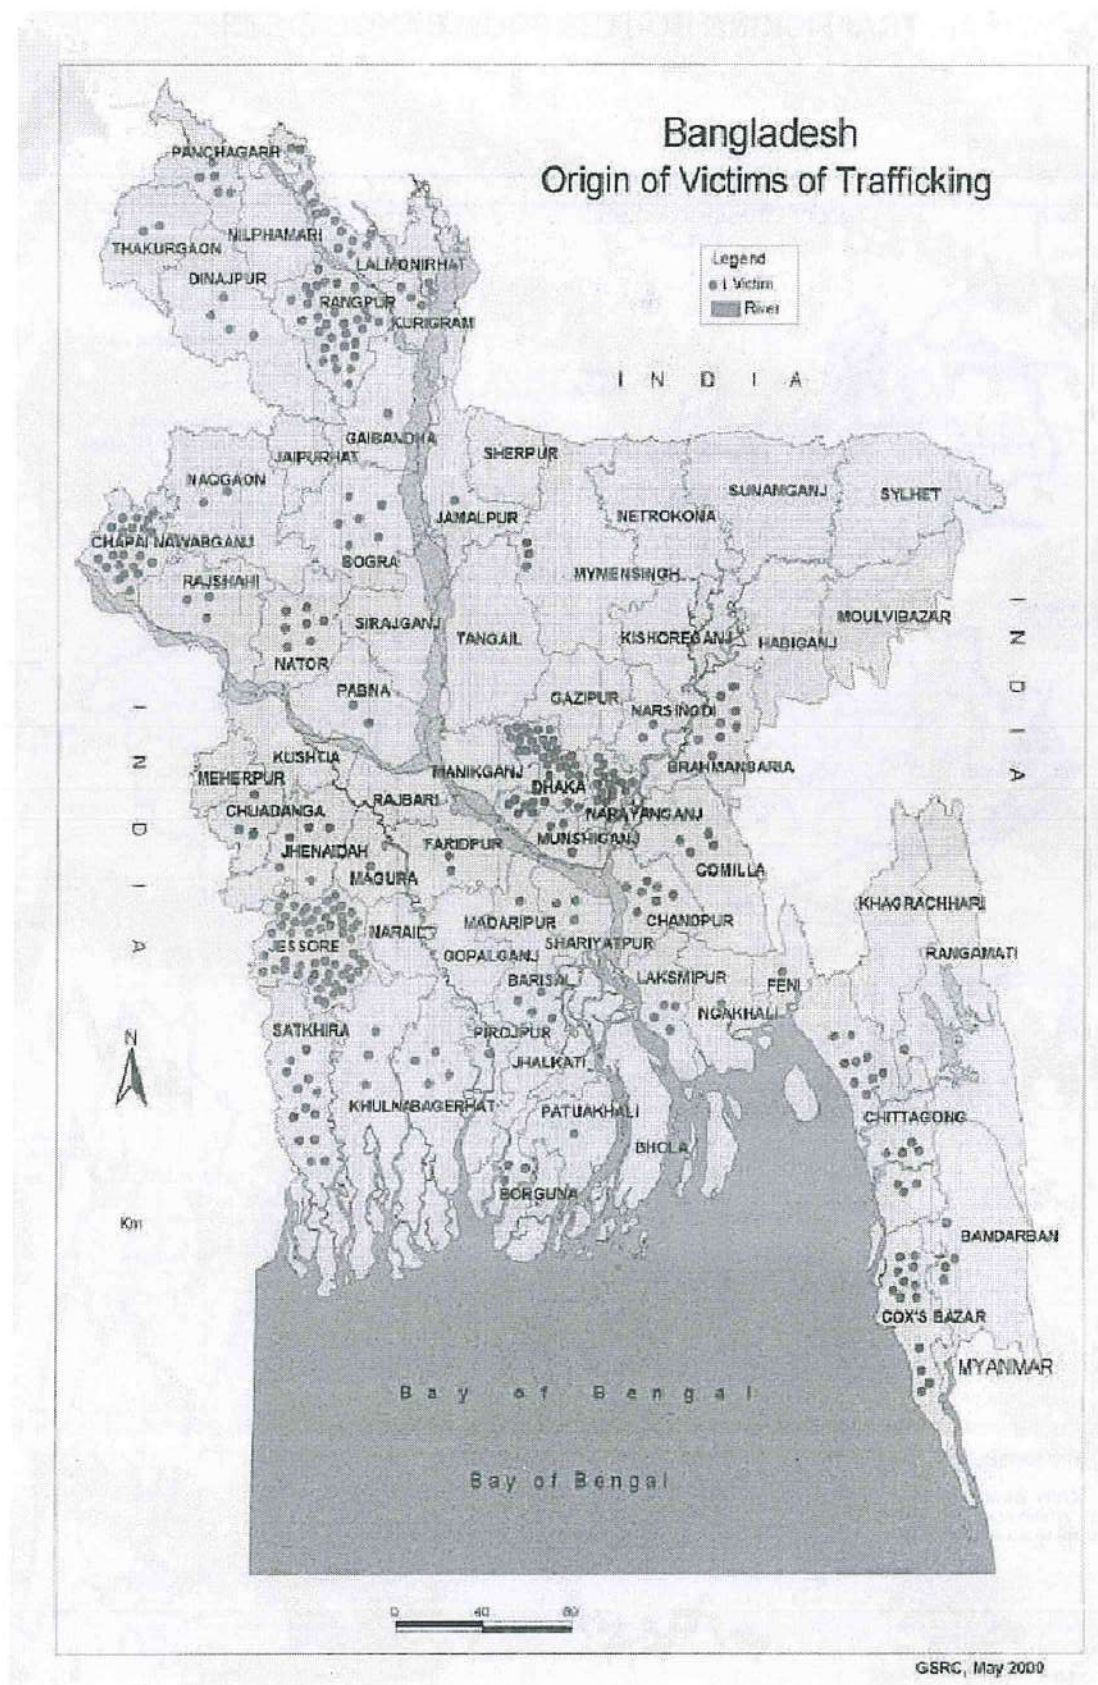 Bangladesh
Origin of Victims of Trafficking
Legend
1 Victim
River
PANCHAGARH
THAKURGAON
NILPHAMARI
DINAJPUR
LALMONIRHAT
RANGPUR
KURIGRAM
I N D I A
GAIBANDHA
JAIPURHAT
SHERPUR
NAOGAON
SUNAMGANJ
SYLHET
JAMALPUR
NETROKONA
CHAPAI NAWABGANJ
BOGRA
MYMENSINGH
RAJSHAHI
SIRAJGANJ
TANGAIL
KISHOREGANJ
HABIGANJ
MOULVIBAZAR
I N D I A
NATOR
PABNA
GAZIPUR
NARSINGDI
I N D I A
KUSHTIA
MEHERPUR
MANIKGANJ
DHAKA
BRAHMANBARIA
CHUADANGA
RAJBARI
NARAYANGANJ
JHENAIDAH
FARIDPUR
MUNSHIGANJ
COMILLA
MAGURA
KHAGRACHHARI
JESSORE
NARAIL
MADARIPUR
CHANDPUR
SHARIYATPUR
GOPALGANJ
RANGAMATI
BARISAL
LAKSMIPUR
FENI
NOAKHALI
N
SATKHIRA
PIROJPUR
JHALKATI
KHULNA
BAGERHAT
PATUAKHALI
CHITTAGONG
BHOLA
BORGUNA
Km
BANDARBAN
COX'S BAZAR
MYANMAR
Bay of Bengal
Bay of Bengal
0 40 80
GSRC, May 2000